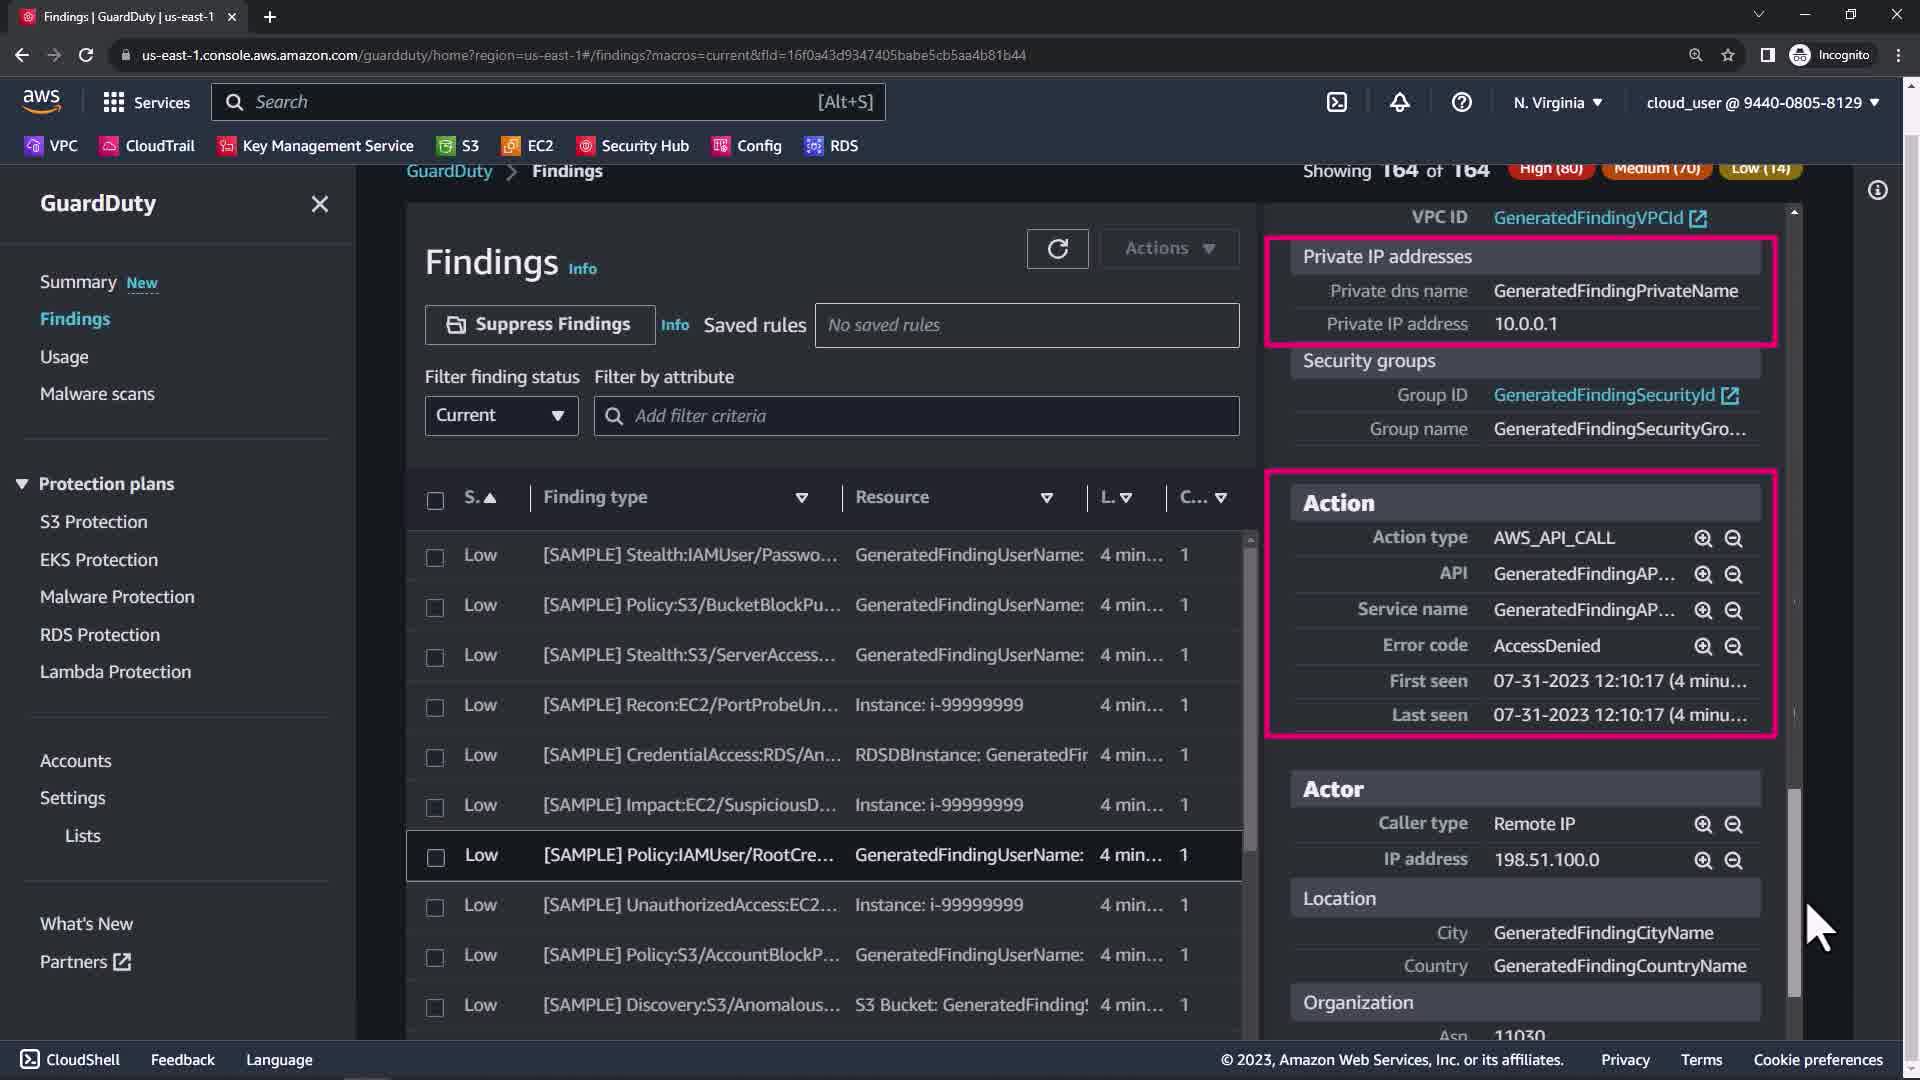 Findings | GuardDuty | us-east-1
us-east-1.console.aws.amazon.com/guardduty/home?region=us-east-1#/findings?macros=current&fId=16f0a43d9347405babe5cb5aa4b81b44
Incognito
aws
Services
Search
[Alt+S]
N. Virginia
cloud_user @ 9440-0805-8129
VPC
CloudTrail
Key Management Service
S3
EC2
Security Hub
Config
RDS
GuardDuty
Summary New
Findings
Usage
Malware scans
Protection plans
S3 Protection
EKS Protection
Malware Protection
RDS Protection
Lambda Protection
Accounts
Settings
Lists
What's New
Partners
GuardDuty > Findings
Showing 164 of 164
High (80)
Medium (70)
Low (14)
Findings Info
Actions
Suppress Findings
Info
Saved rules
No saved rules
Filter finding status
Filter by attribute
Current
Add filter criteria
S. Finding type Resource L. C...
Low [SAMPLE] Stealth:IAMUser/Passwo... GeneratedFindingUserName: 4 min... 1
Low [SAMPLE] Policy:S3/BucketBlockPu... GeneratedFindingUserName: 4 min... 1
Low [SAMPLE] Stealth:S3/ServerAccess... GeneratedFindingUserName: 4 min... 1
Low [SAMPLE] Recon:EC2/PortProbeUn... Instance: i-99999999 4 min... 1
Low [SAMPLE] CredentialAccess:RDS/An... RDSDBInstance: GeneratedFir 4 min... 1
Low [SAMPLE] Impact:EC2/SuspiciousD... Instance: i-99999999 4 min... 1
Low [SAMPLE] Policy:IAMUser/RootCre... GeneratedFindingUserName: 4 min... 1
Low [SAMPLE] UnauthorizedAccess:EC2... Instance: i-99999999 4 min... 1
Low [SAMPLE] Policy:S3/AccountBlockP... GeneratedFindingUserName: 4 min... 1
Low [SAMPLE] Discovery:S3/Anomalous... S3 Bucket: GeneratedFinding 4 min... 1
VPC ID GeneratedFindingVPCId
Private IP addresses
Private dns name GeneratedFindingPrivateName
Private IP address 10.0.0.1
Security groups
Group ID GeneratedFindingSecurityId
Group name GeneratedFindingSecurityGro...
Action
Action type AWS_API_CALL
API GeneratedFindingAP...
Service name GeneratedFindingAP...
Error code AccessDenied
First seen 07-31-2023 12:10:17 (4 minu...
Last seen 07-31-2023 12:10:17 (4 minu...
Actor
Caller type Remote IP
IP address 198.51.100.0
Location
City GeneratedFindingCityName
Country GeneratedFindingCountryName
Organization
Asn 11030
CloudShell
Feedback
Language
© 2023, Amazon Web Services, Inc. or its affiliates.
Privacy
Terms
Cookie preferences